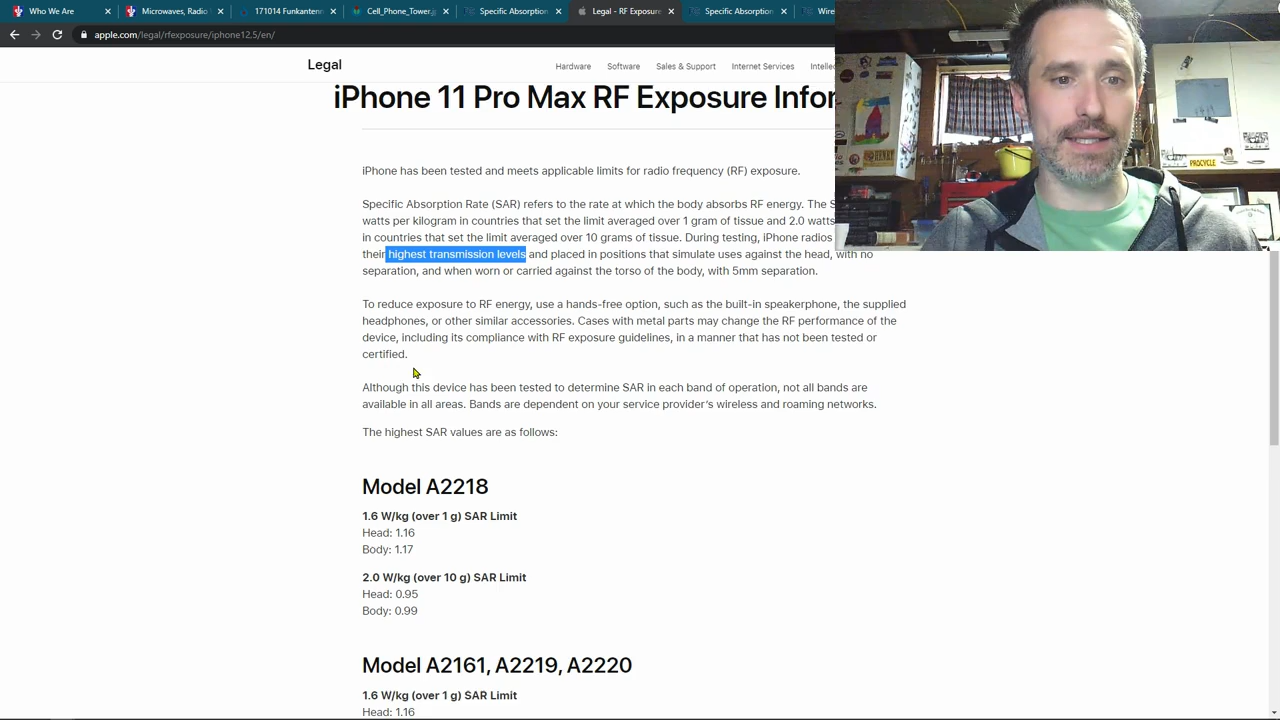 Who We Are
Microwaves, Radio
171014 Funkantenn
Cell_Phone_Tower
Specific Absorption
Legal - RF Exposure
Specific Absorption
Wire
apple.com/legal/rfexposure/iphone12.5/en/
Legal
Hardware
Software
Sales & Support
Internet Services
Intelle
iPhone 11 Pro Max RF Exposure Infor
iPhone has been tested and meets applicable limits for radio frequency (RF) exposure.
Specific Absorption Rate (SAR) refers to the rate at which the body absorbs RF energy. The S
watts per kilogram in countries that set the limit averaged over 1 gram of tissue and 2.0 watts
in countries that set the limit averaged over 10 grams of tissue. During testing, iPhone radios
their highest transmission levels and placed in positions that simulate uses against the head, with no
separation, and when worn or carried against the torso of the body, with 5mm separation.
To reduce exposure to RF energy, use a hands-free option, such as the built-in speakerphone, the supplied
headphones, or other similar accessories. Cases with metal parts may change the RF performance of the
device, including its compliance with RF exposure guidelines, in a manner that has not been tested or
certified.
Although this device has been tested to determine SAR in each band of operation, not all bands are
available in all areas. Bands are dependent on your service provider's wireless and roaming networks.
The highest SAR values are as follows:
Model A2218
1.6 W/kg (over 1 g) SAR Limit
Head: 1.16
Body: 1.17
2.0 W/kg (over 10 g) SAR Limit
Head: 0.95
Body: 0.99
Model A2161, A2219, A2220
1.6 W/kg (over 1 g) SAR Limit
Head: 1.16
PROCYCLE